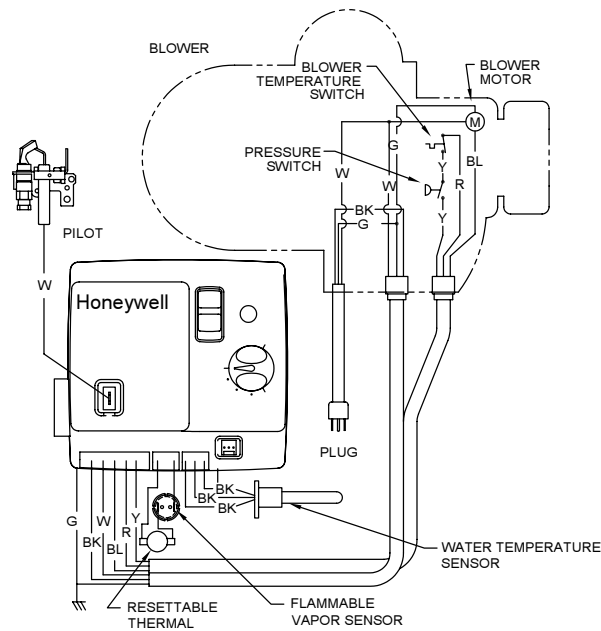 BLOWER
BLOWER
TEMPERATURE
SWITCH
BLOWER
MOTOR
M
PRESSURE
SWITCH
G
Y
BL
R
W
W
Y
BK
G
PILOT
W
Honeywell
PLUG
BK
BK
BK
G
BK
W
BL
R
Y
WATER TEMPERATURE
SENSOR
RESETTABLE
THERMAL
FLAMMABLE
VAPOR SENSOR